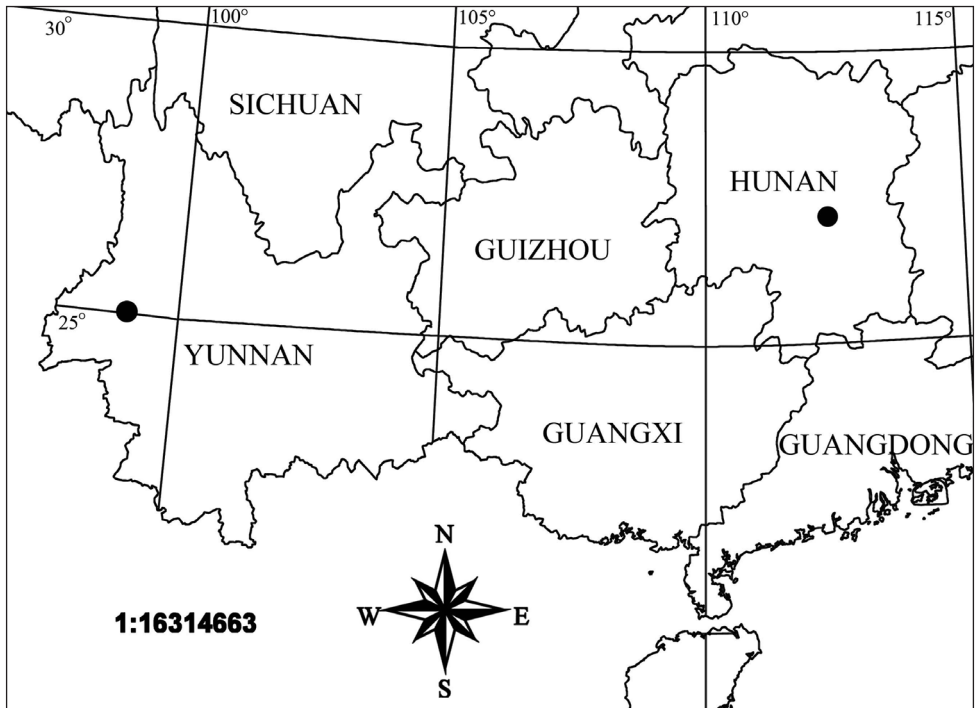 30°
100°
105°
110°
115°
SICHUAN
HUNAN
GUIZHOU
25°
YUNNAN
GUANGXI
GUANGDONG
N
W
E
S
1:16314663